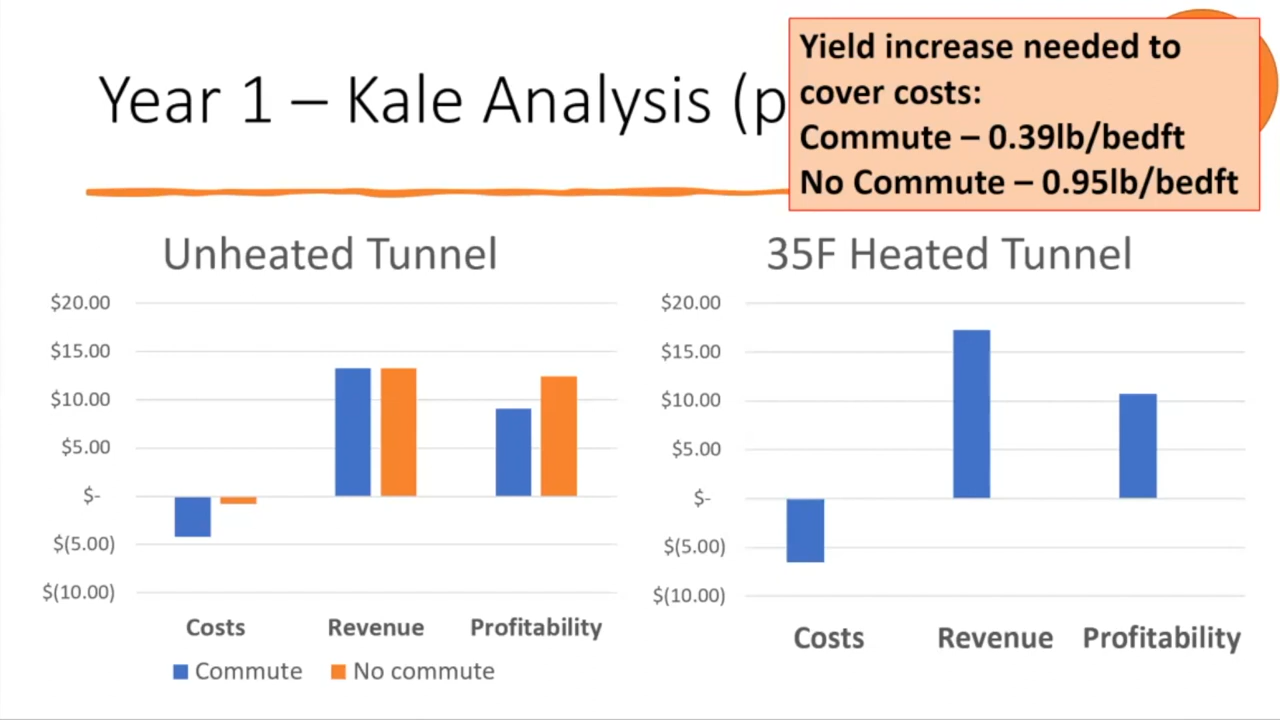 Year 1 – Kale Analysis (p
Yield increase needed to
cover costs:
Commute – 0.39lb/bedft
No Commute – 0.95lb/bedft
Unheated Tunnel
$20.00
$15.00
$10.00
$5.00
$-
$(5.00)
$(10.00)
Costs Revenue Profitability
Commute No commute
35F Heated Tunnel
$20.00
$15.00
$10.00
$5.00
$-
$(5.00)
$(10.00)
Costs Revenue Profitability